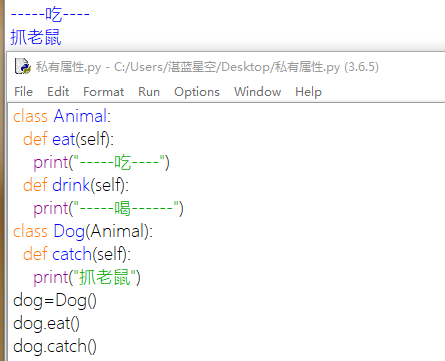 -----吃----
抓老鼠
私有属性.py - C:/Users/湛蓝星空/Desktop/私有属性.py (3.6.5)
File Edit Format Run Options Window Help
class Animal:
def eat(self):
print("-----吃----")
def drink(self):
print("-----喝------")
class Dog(Animal):
def catch(self):
print("抓老鼠")
dog=Dog()
dog.eat()
dog.catch()